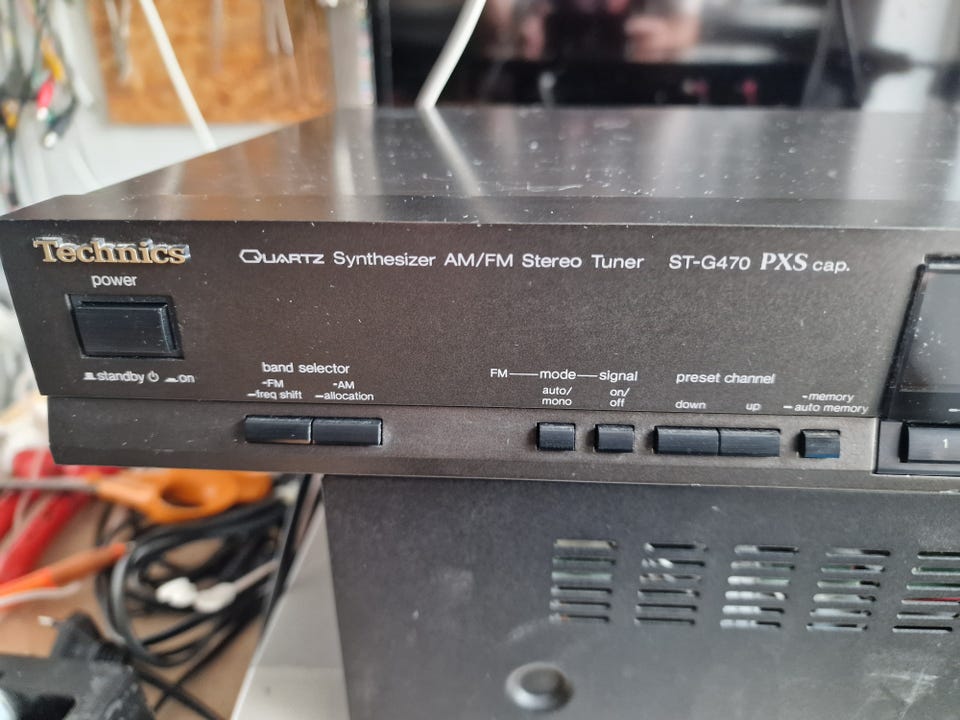 Technics
QUARTZ Synthesizer AM/FM Stereo Tuner ST-G470 PXS cap.
power
standby on
band selector
-FM -AM
-freq shift -allocation
FM mode signal
auto/ mono
on/ off
preset channel
down up
-memory
-auto memory
1